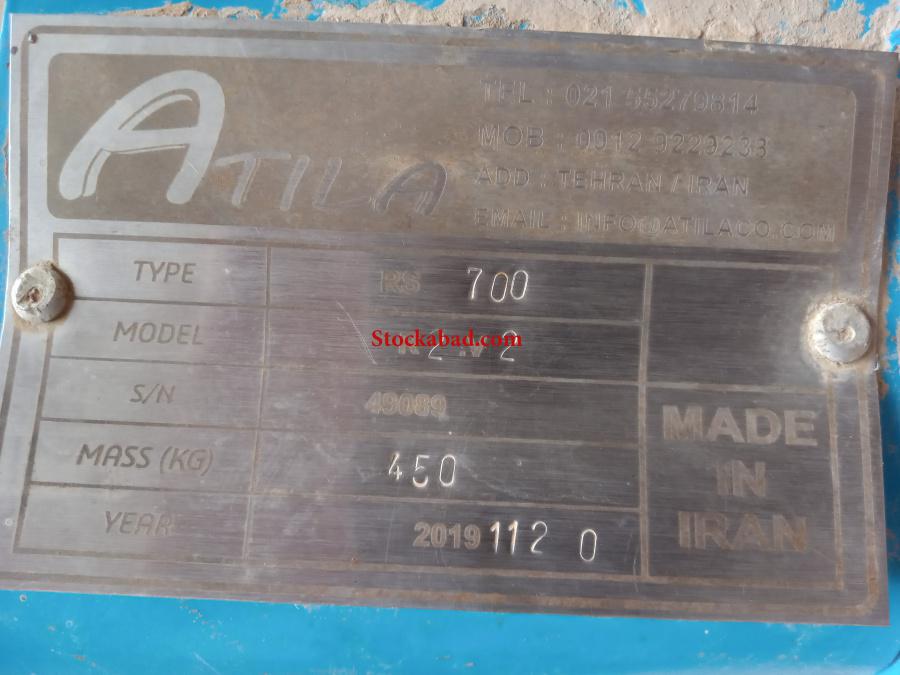 ATILA
TEL : 021 55279814
MOB : 0912 9229233
ADD : TEHRAN / IRAN
EMAIL : INFO@ATILACO.COM
TYPE RS 700
MODEL
Stockabad.com
S/N 49089
MASS (KG) 450
YEAR 2019 112 0
MADE
IN
IRAN